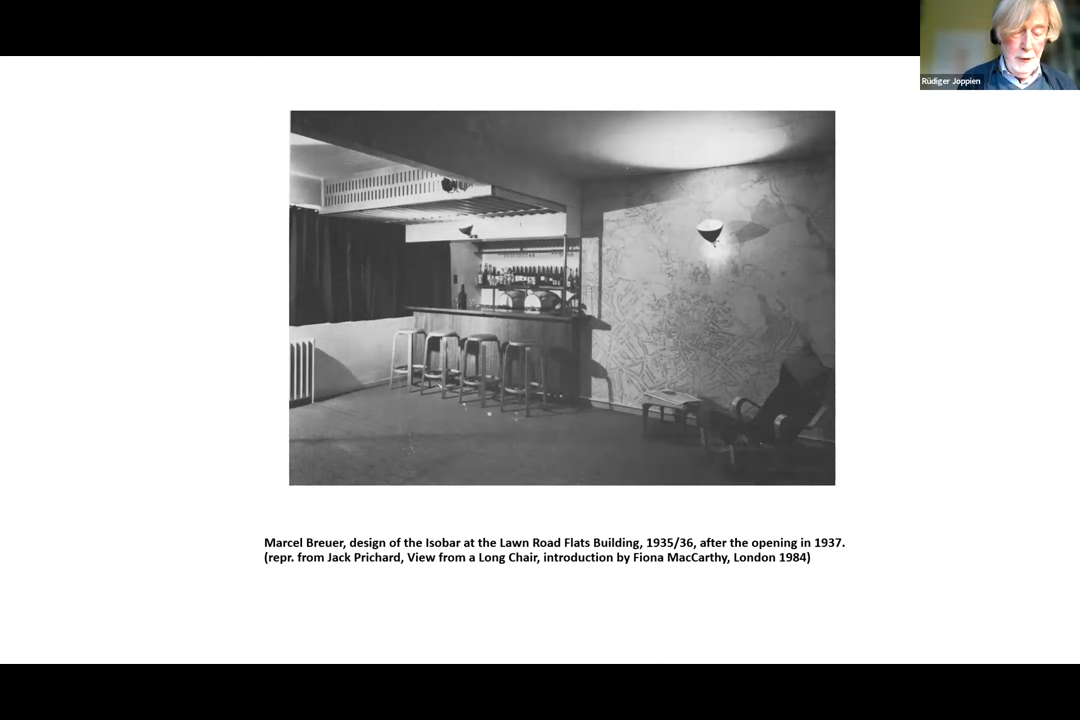 Rüdiger Joppien
Marcel Breuer, design of the Isobar at the Lawn Road Flats Building, 1935/36, after the opening in 1937.
(repr. from Jack Prichard, View from a Long Chair, introduction by Fiona MacCarthy, London 1984)